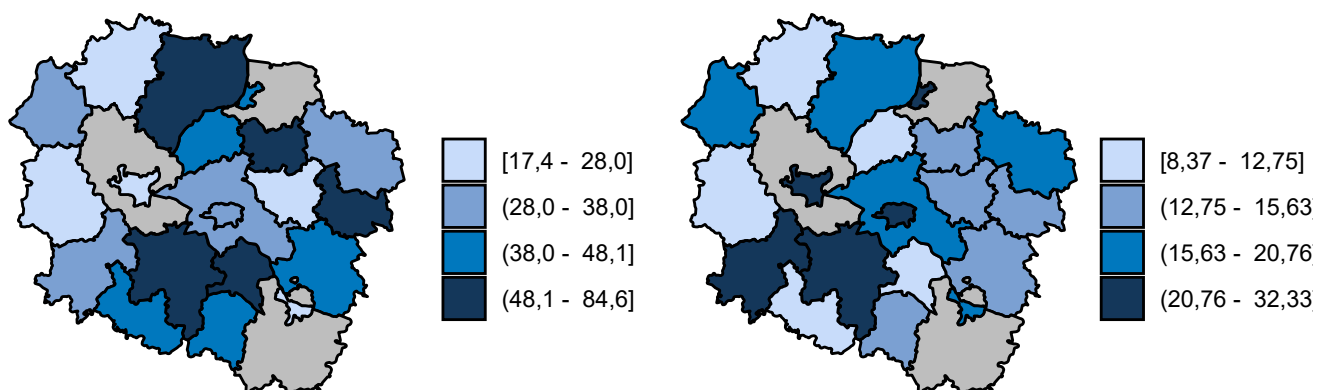 [17,4 - 28,0]
(28,0 - 38,0]
(38,0 - 48,1]
(48,1 - 84,6]
[8,37 - 12,75]
(12,75 - 15,63
(15,63 - 20,76
(20,76 - 32,33